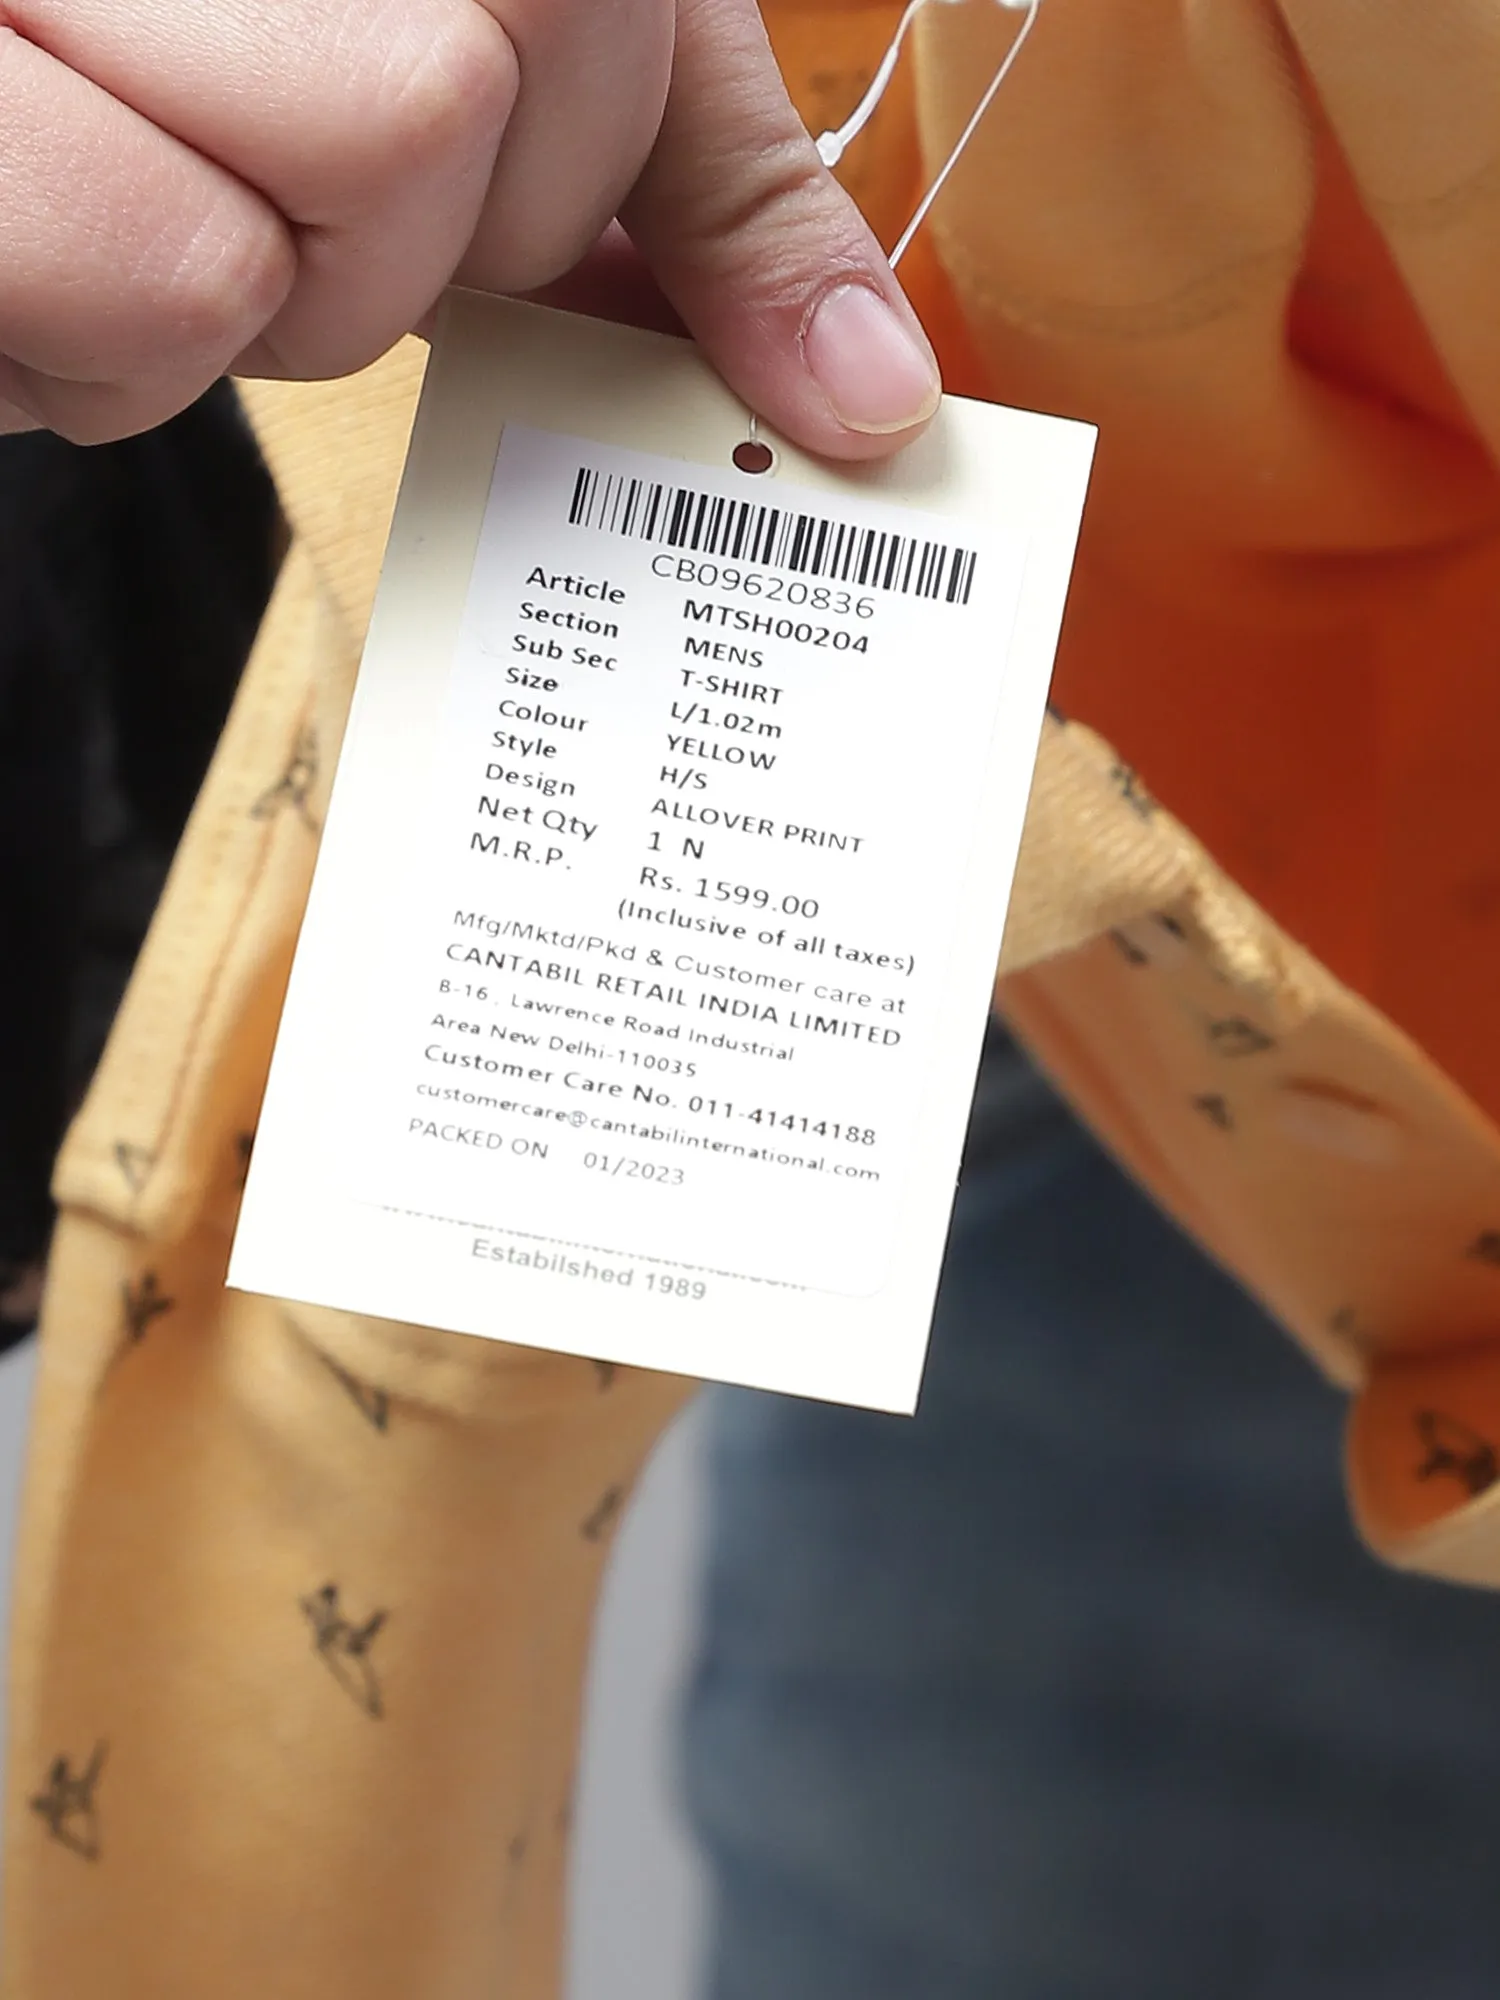 CB09620836
Article MTSH00204
Section MENS
Sub Sec T-SHIRT
Size L/1.02m
Colour YELLOW
Style H/S
Design ALLOVER PRINT
Net Qty 1 N
M.R.P. Rs. 1599.00
(Inclusive of all taxes)
Mfg/Mktd/Pkd & Customer care at
CANTABIL RETAIL INDIA LIMITED
B-16 , Lawrence Road Industrial
Area New Delhi-110035
Customer Care No. 011-41414188
customercare@cantabilinternational.com
PACKED ON 01/2023
Estabilshed 1989